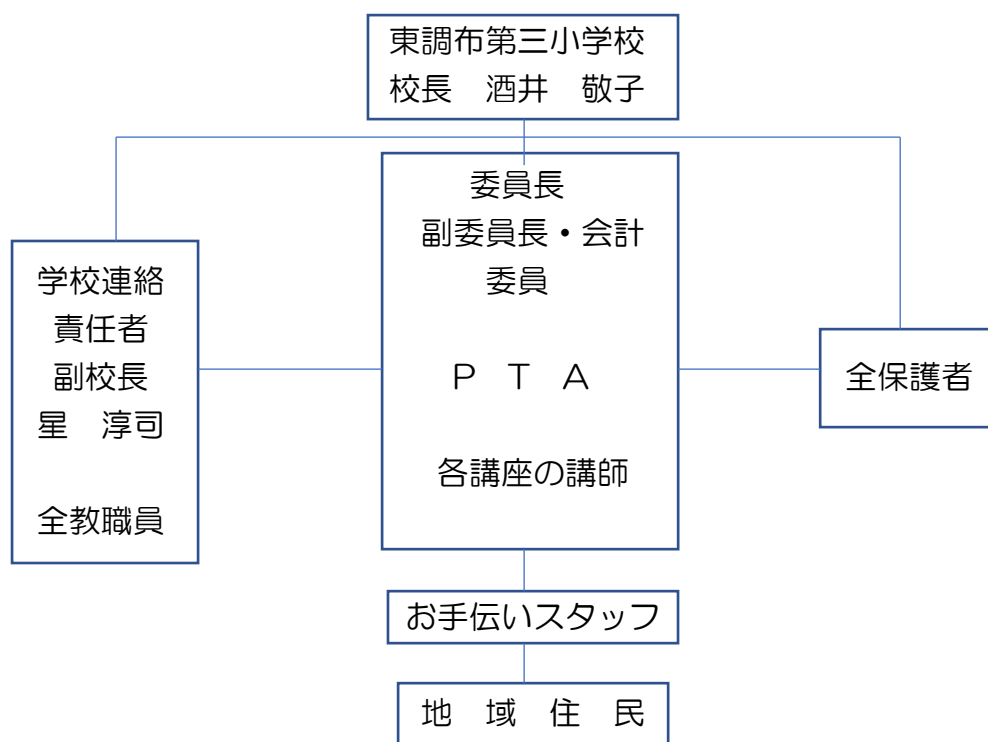 東調布第三小学校
校長　酒井　敬子
委員長
副委員長・会計
委員
Ｐ　Ｔ　Ａ
各講座の講師
学校連絡
責任者
副校長
星　淳司
全教職員
全保護者
お手伝いスタッフ
地　域　住　民